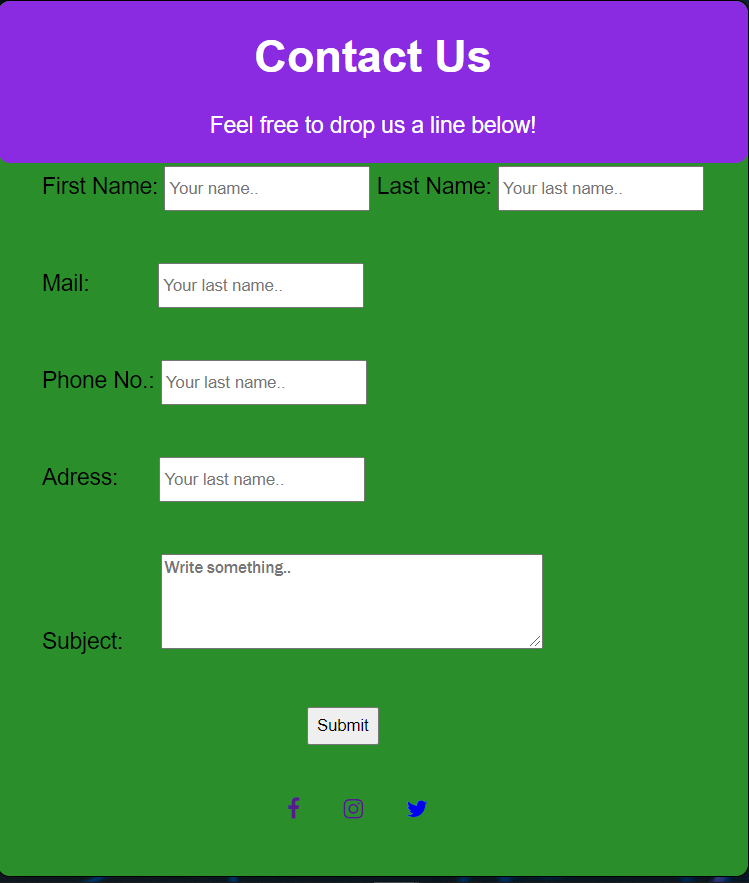 Contact Us
Feel free to drop us a line below!
First Name: Your name.. Last Name: Your last name..
Mail: Your last name..
Phone No.: Your last name..
Adress: Your last name..
Write something..
Subject:
Submit